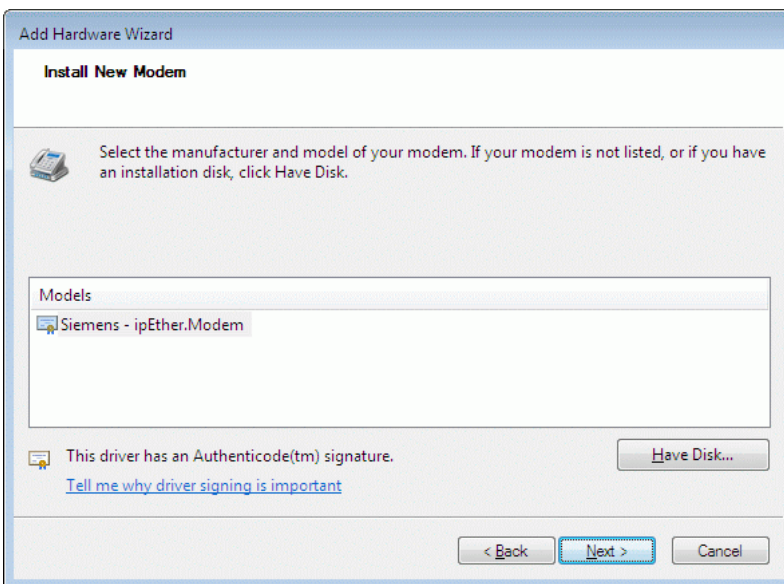 Add Hardware Wizard
Install New Modem
Select the manufacturer and model of your modem. If your modem is not listed, or if you have
an installation disk, click Have Disk.
Models
Siemens - ipEther.Modem
This driver has an Authenticode(tm) signature.
Have Disk...
Tell me why driver signing is important
< Back
Next >
Cancel